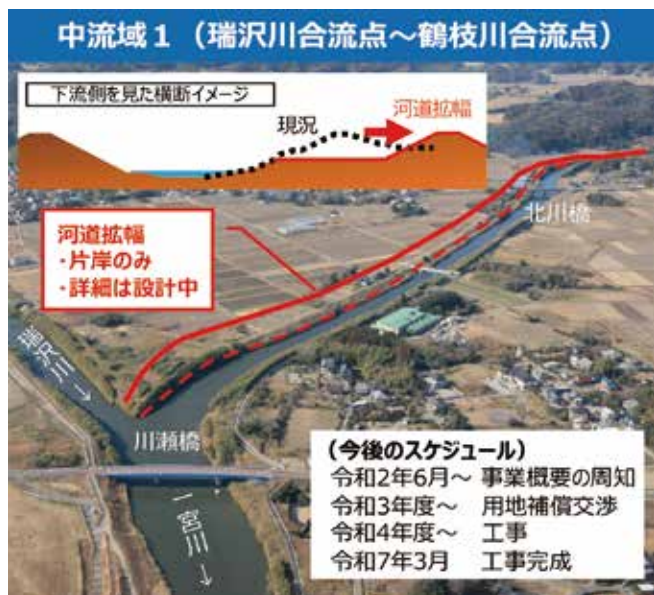 中流域1（瑞沢川合流点～鶴枝川合流点）
下流側を見た横断イメージ
現況
河道拡幅
北川橋
河道拡幅
・片岸のみ
・詳細は設計中
瑞沢川→
川瀬橋
一宮川→
（今後のスケジュール）
令和2年6月～ 事業概要の周知
令和3年度～ 用地補償交渉
令和4年度～ 工事
令和7年3月 工事完成